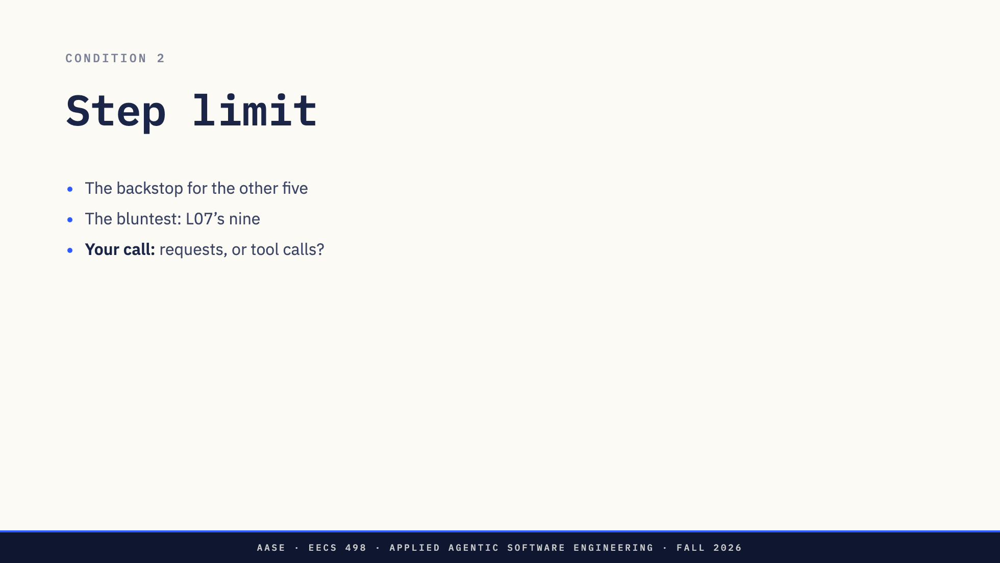 CONDITION 2
Step limit
• The backstop for the other five
• The bluntest: L07’s nine
• Your call: requests, or tool calls?
AASE · EECS 498 · APPLIED AGENTIC SOFTWARE ENGINEERING · FALL 2026